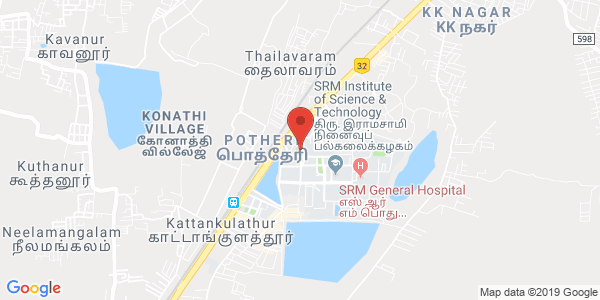 KK NAGAR
KKநகர்
598
Kavanur
காவனூர்
Thailavaram
தைலாவரம்
32
SRM Institute
of Science &
Technology
திரு. இராமசாமி
நினைவுப்
பல்கலைக்கழகம்
KONATHI
VILLAGE
கோனாத்தி
வில்லேஜ்
POTHERI
பொத்தேரி
Kuthanur
கூத்தனூர்
H
SRM General Hospital
எஸ் ஆர்
எம் பொது...
Kattankulathur
காட்டாங்குளத்தூர்
Neelamangalam
நீலமங்கலம்
Google
Map data ©2019 Google